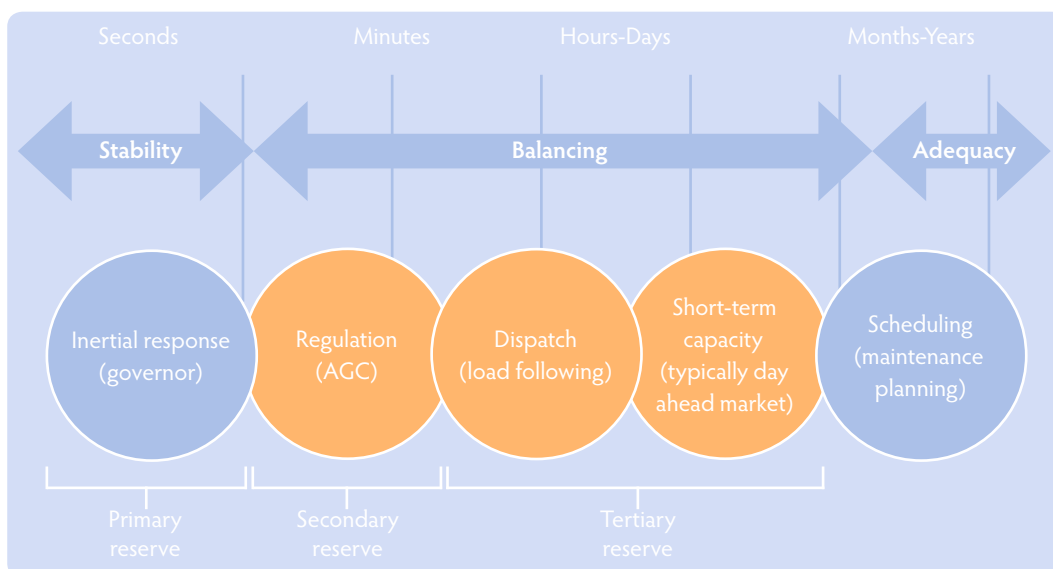 Seconds
Minutes
Hours-Days
Months-Years
Stability
Balancing
Adequacy
Inertial response
(governor)
Regulation
(AGC)
Dispatch
(load following)
Short-term
capacity
(typically day
ahead market)
Scheduling
(maintenance
planning)
Primary
reserve
Secondary
reserve
Tertiary
reserve